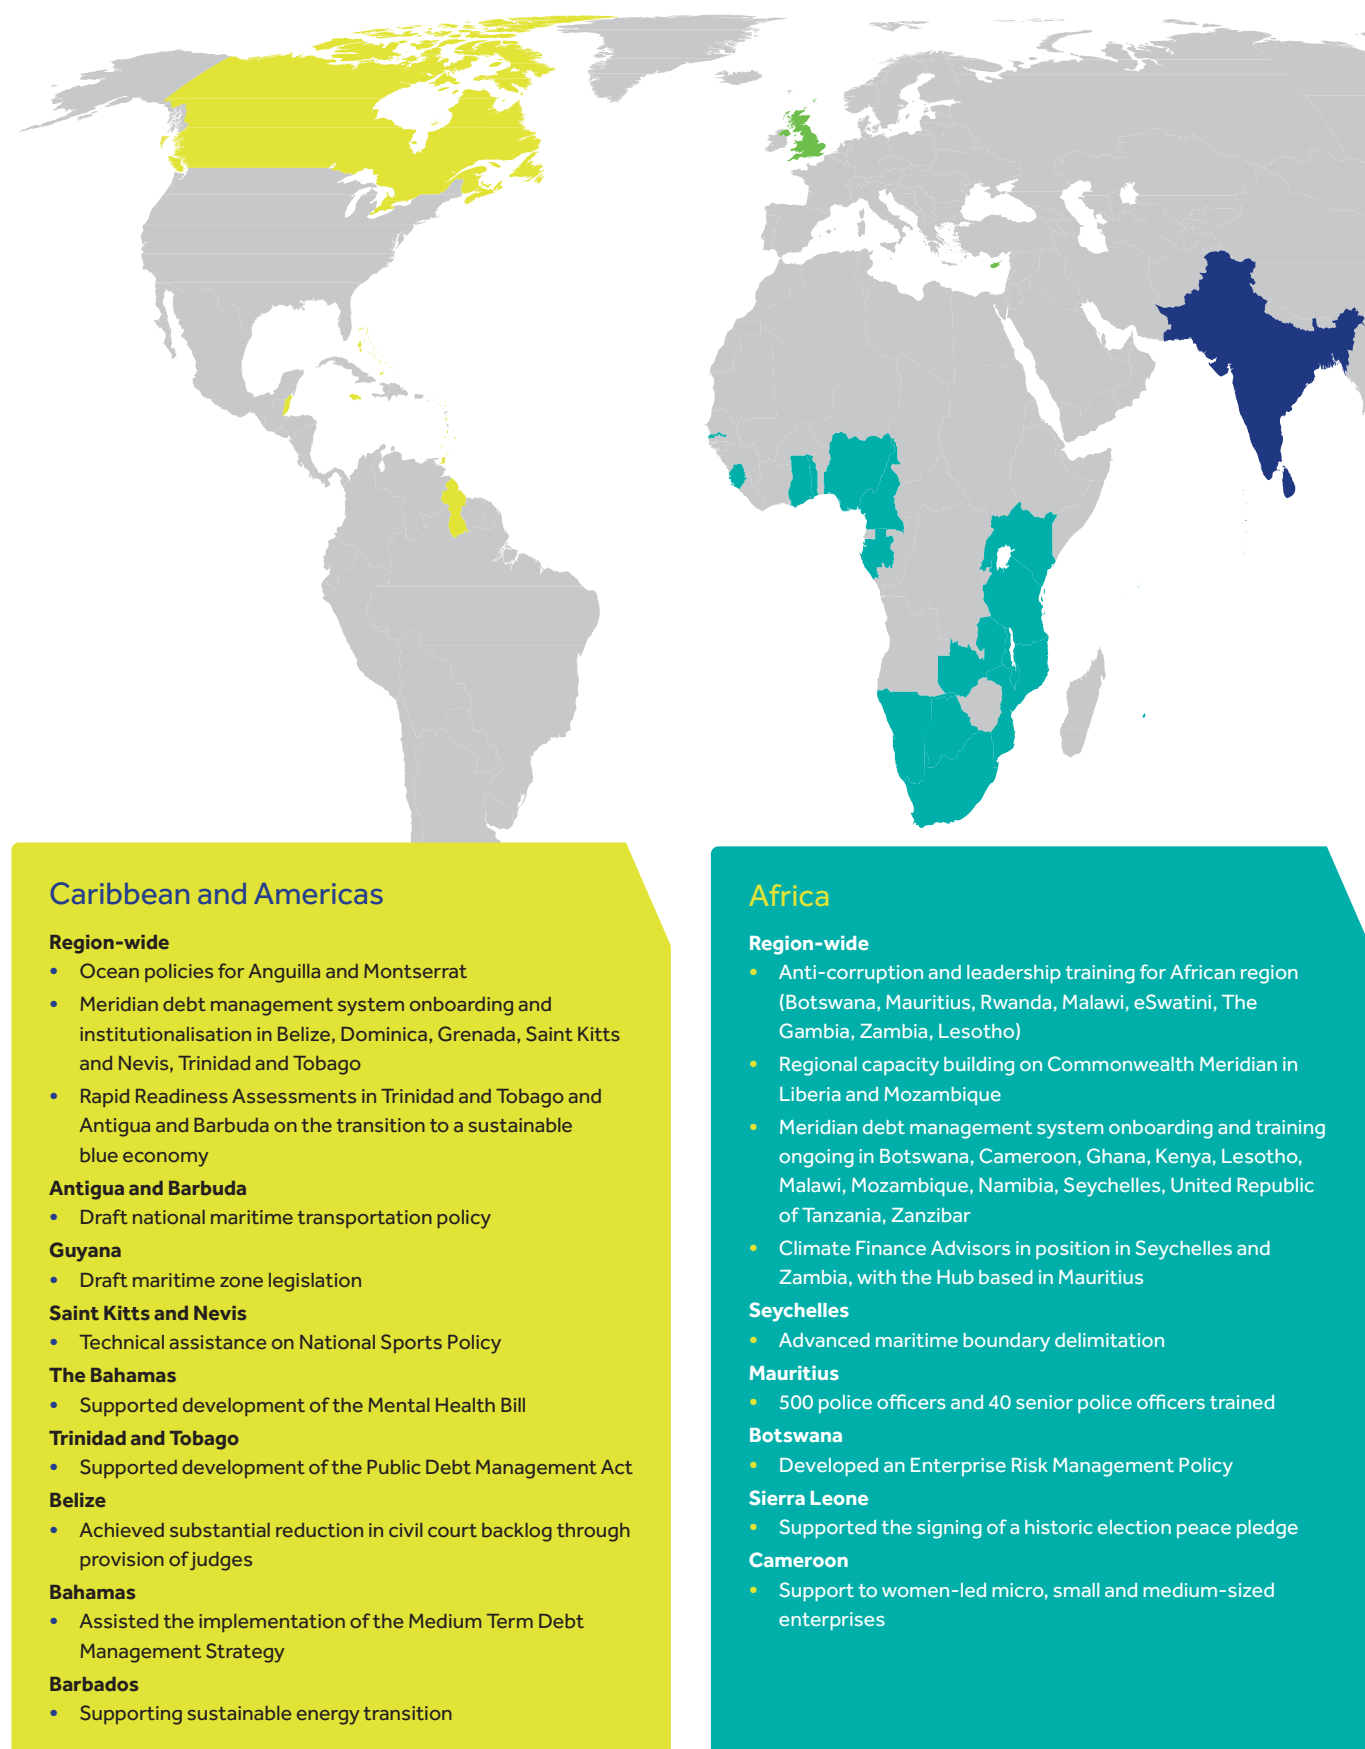 Caribbean and Americas
Region-wide
• Ocean policies for Anguilla and Montserrat
• Meridian debt management system onboarding and
institutionalisation in Belize, Dominica, Grenada, Saint Kitts
and Nevis, Trinidad and Tobago
• Rapid Readiness Assessments in Trinidad and Tobago and
Antigua and Barbuda on the transition to a sustainable
blue economy
Antigua and Barbuda
• Draft national maritime transportation policy
Guyana
• Draft maritime zone legislation
Saint Kitts and Nevis
• Technical assistance on National Sports Policy
The Bahamas
• Supported development of the Mental Health Bill
Trinidad and Tobago
• Supported development of the Public Debt Management Act
Belize
• Achieved substantial reduction in civil court backlog through
provision of judges
Bahamas
• Assisted the implementation of the Medium Term Debt
Management Strategy
Barbados
• Supporting sustainable energy transition
Africa
Region-wide
• Anti-corruption and leadership training for African region
(Botswana, Mauritius, Rwanda, Malawi, eSwatini, The
Gambia, Zambia, Lesotho)
• Regional capacity building on Commonwealth Meridian in
Liberia and Mozambique
• Meridian debt management system onboarding and training
ongoing in Botswana, Cameroon, Ghana, Kenya, Lesotho,
Malawi, Mozambique, Namibia, Seychelles, United Republic
of Tanzania, Zanzibar
• Climate Finance Advisors in position in Seychelles and
Zambia, with the Hub based in Mauritius
Seychelles
• Advanced maritime boundary delimitation
Mauritius
• 500 police officers and 40 senior police officers trained
Botswana
• Developed an Enterprise Risk Management Policy
Sierra Leone
• Supported the signing of a historic election peace pledge
Cameroon
• Support to women-led micro, small and medium-sized
enterprises